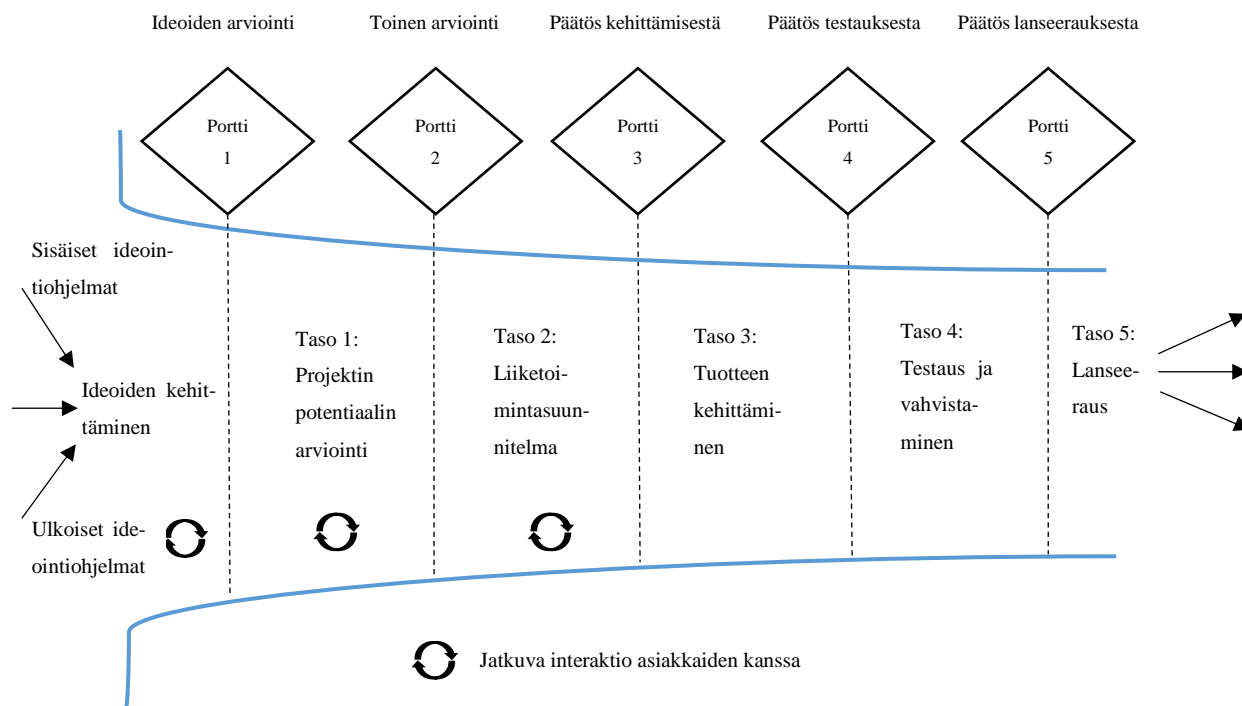 Ideoiden arviointi
Toinen arviointi
Päätös kehittämisestä
Päätös testauksesta
Päätös lanseerauksesta
Portti
1
Portti
2
Portti
3
Portti
4
Portti
5
Sisäiset ideoin-
tiohjelmat
Ideoiden kehit-
täminen
Ulkoiset ide-
ointiohjelmat
Taso 1:
Projektin
potentiaalin
arviointi
Taso 2:
Liiketoi-
mintasuun-
nitelma
Taso 3:
Tuotteen
kehittämi-
nen
Taso 4:
Testaus ja
vahvista-
minen
Taso 5:
Lansee-
raus
Jatkuva interaktio asiakkaiden kanssa